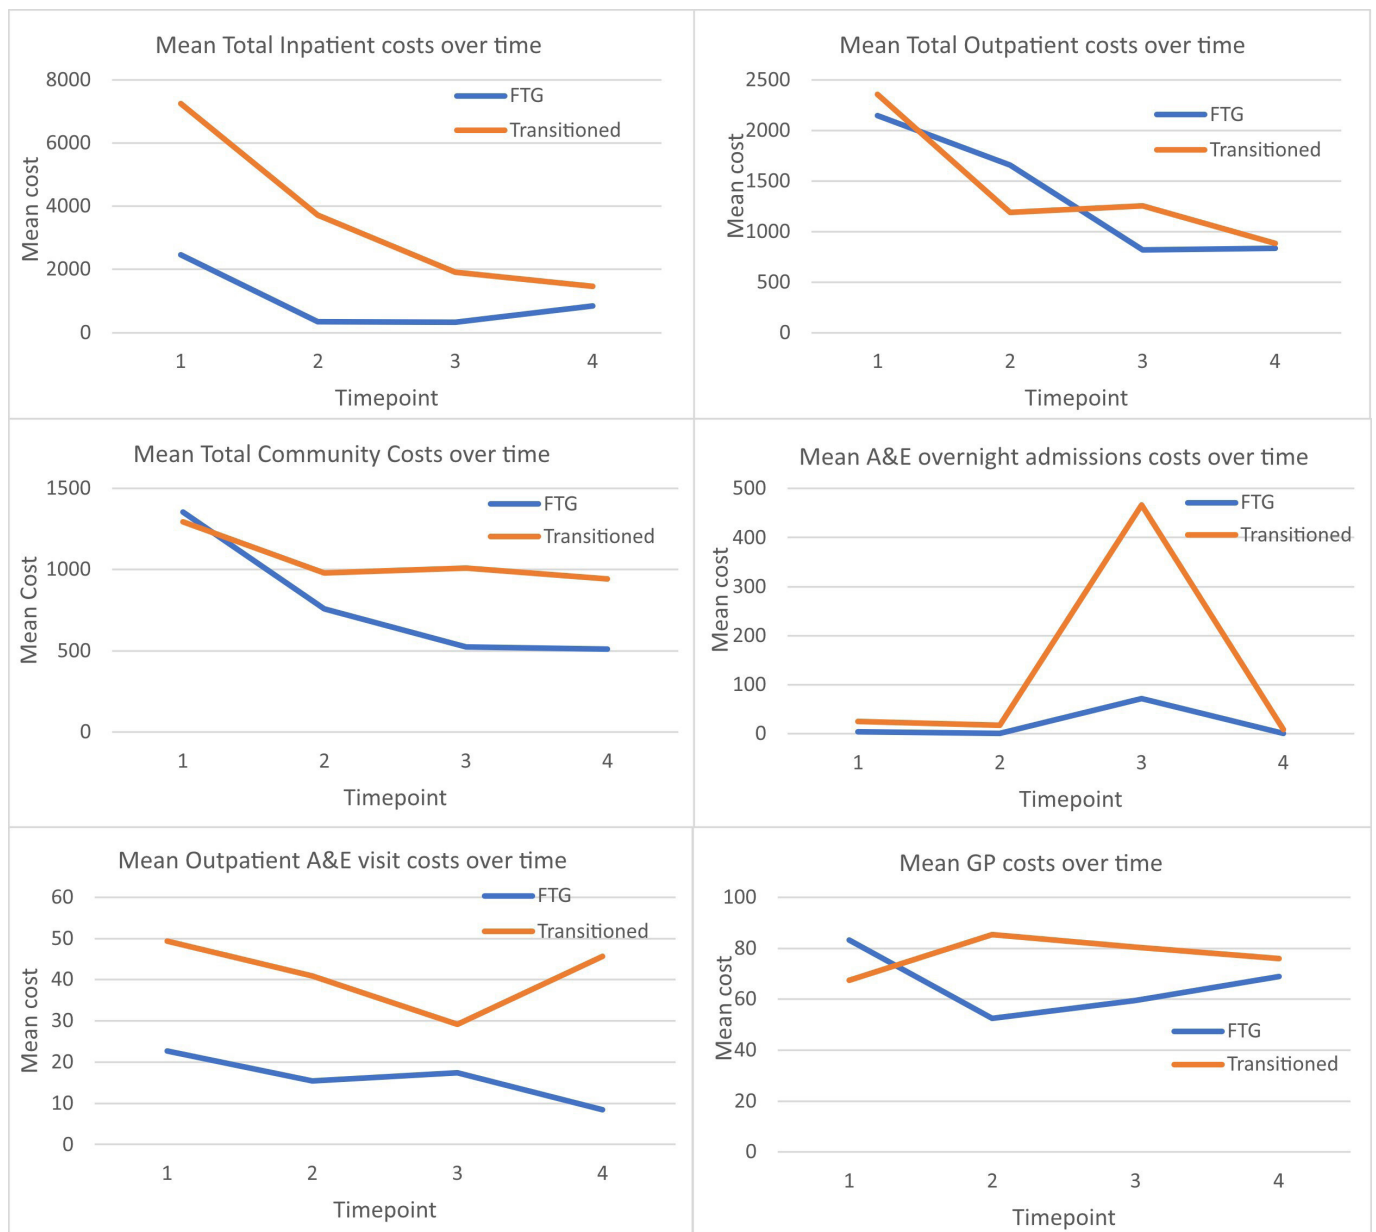 Mean Total Inpatient costs over time
8000
6000
4000
2000
0
Mean cost
FTG
Transitioned
1 2 3 4
Timepoint
Mean Total Outpatient costs over time
2500
2000
1500
1000
500
0
Mean cost
FTG
Transitioned
1 2 3 4
Timepoint
Mean Total Community Costs over time
1500
1000
500
0
Mean Cost
FTG
Transitioned
1 2 3 4
Timepoint
Mean A&E overnight admissions costs over time
500
400
300
200
100
0
Mean cost
FTG
Transitioned
1 2 3 4
Timepoint
Mean Outpatient A&E visit costs over time
60
50
40
30
20
10
0
Mean cost
FTG
Transitioned
1 2 3 4
Timepoint
Mean GP costs over time
100
80
60
40
20
0
Mean cost
FTG
Transitioned
1 2 3 4
Timepoint